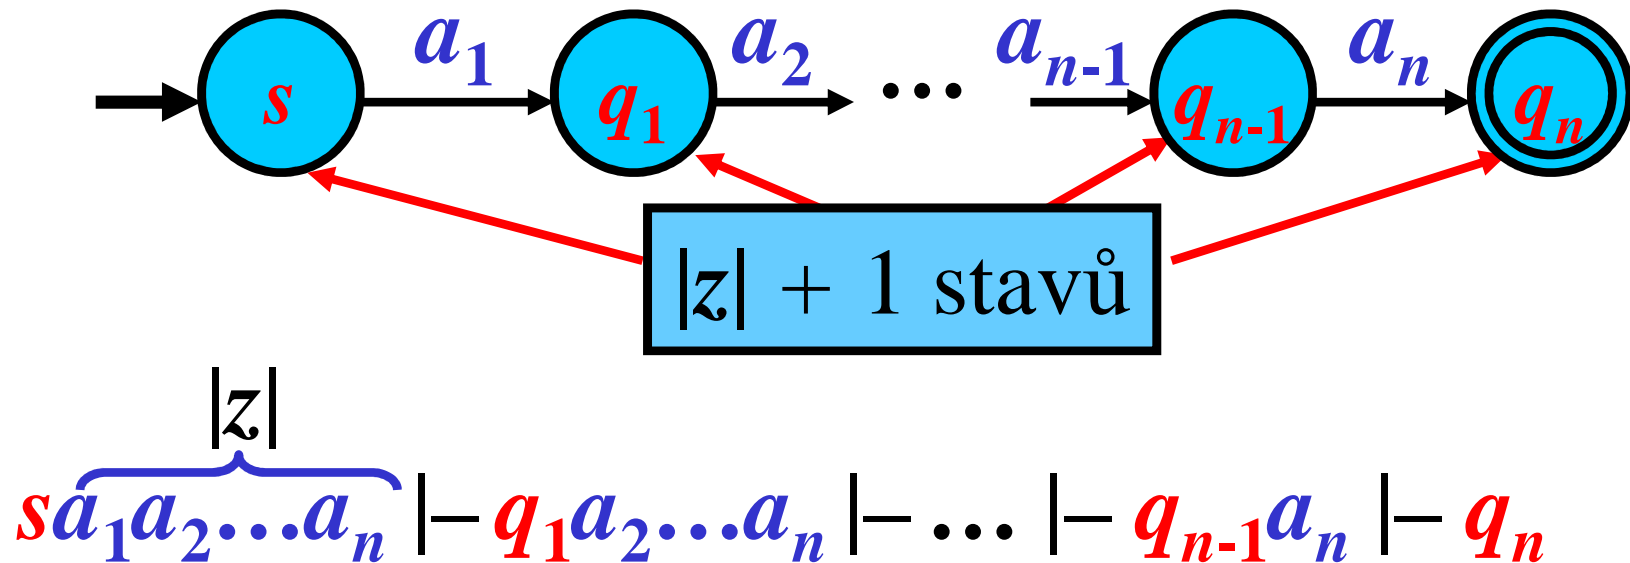 a₁ a₂ ... aₙ₋₁ aₙ
s q₁ qₙ₋₁ qₙ
|z| + 1 stavů
|z|
sa₁a₂...aₙ |– q₁a₂...aₙ |– ... |– qₙ₋₁aₙ |– qₙ